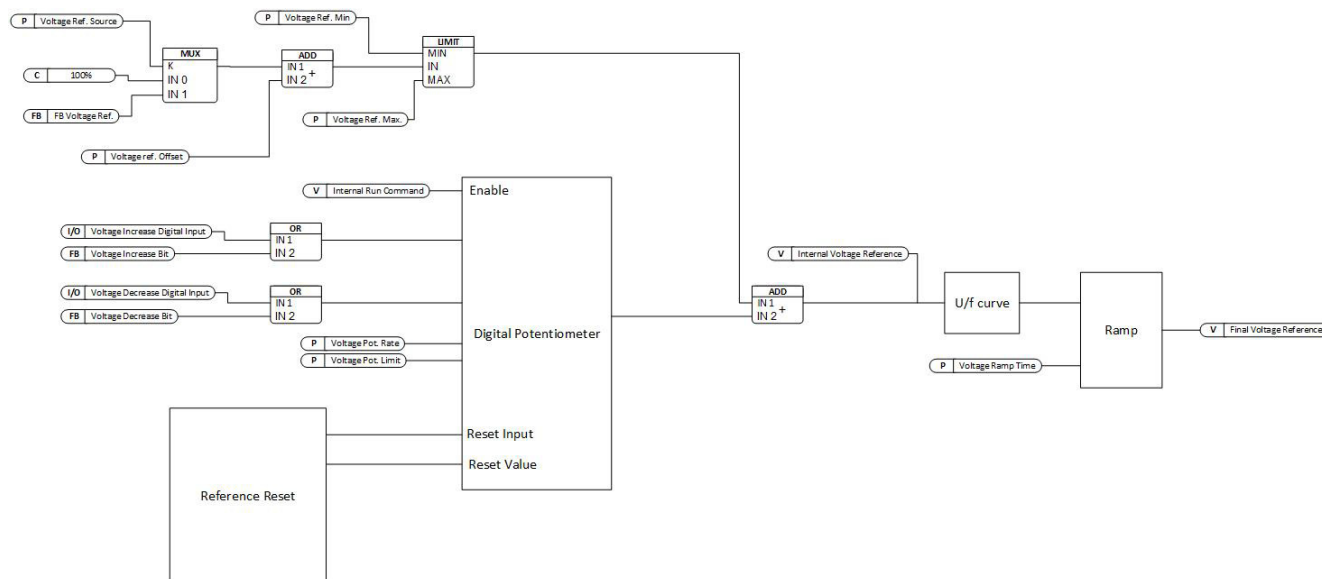 P Voltage Ref. Source
P Voltage Ref. Min
MUX
K
IN 0
IN 1
C 100%
FB FB Voltage Ref.
ADD
IN 1
IN 2 +
LIMIT
MIN
IN
MAX
P Voltage Ref. Max.
P Voltage ref. Offset
V Internal Run Command
Enable
I/O Voltage Increase Digital Input
FB Voltage Increase Bit
OR
IN 1
IN 2
I/O Voltage Decrease Digital Input
FB Voltage Decrease Bit
OR
IN 1
IN 2
P Voltage Pot. Rate
P Voltage Pot. Limit
Digital Potentiometer
Reset Input
Reset Value
Reference Reset
V Internal Voltage Reference
ADD
IN 1
IN 2 +
U/f curve
Ramp
P Voltage Ramp Time
V Final Voltage Reference